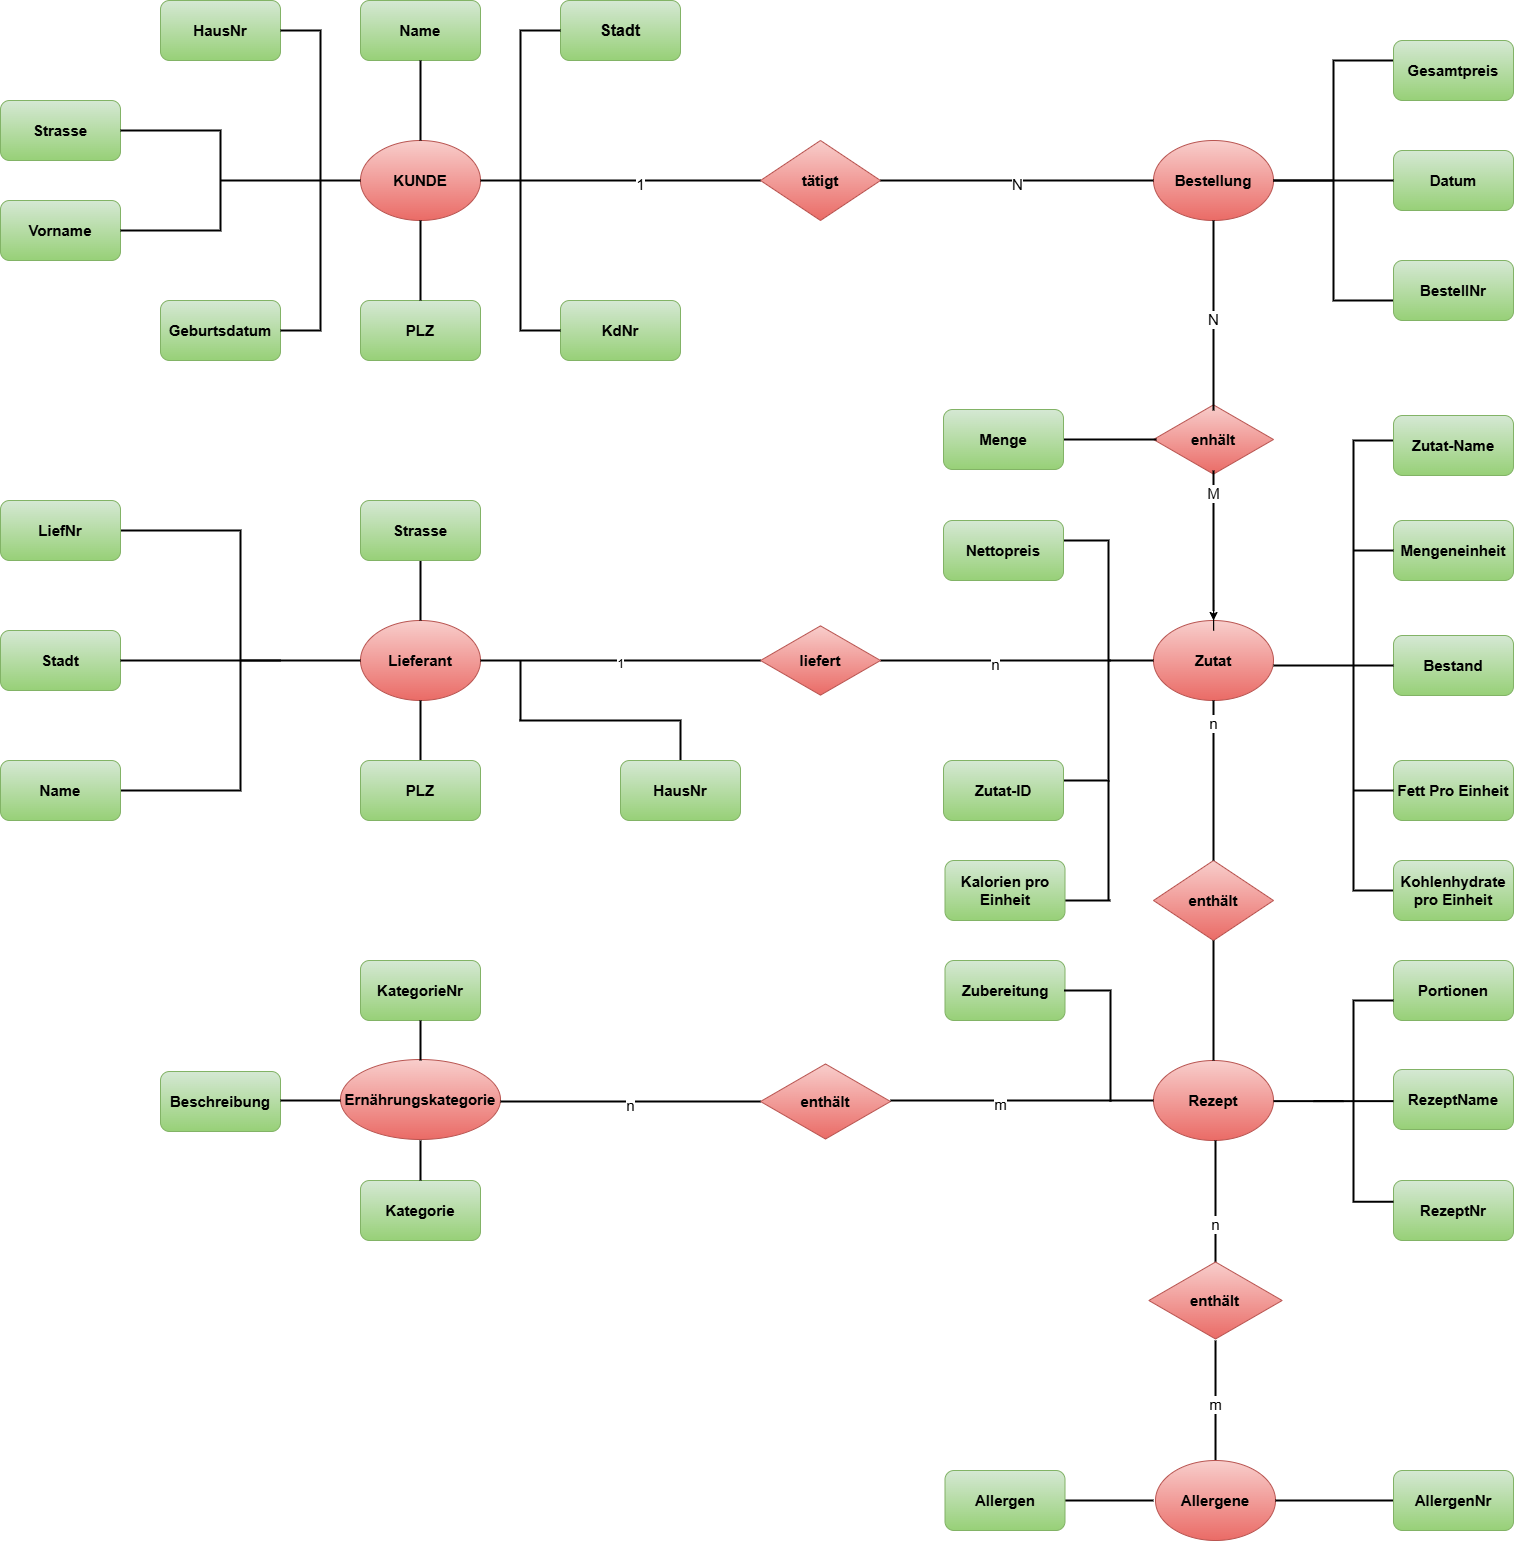 HausNr
Name
Stadt
Gesamtpreis
Strasse
KUNDE
1
tätigt
N
Bestellung
Datum
Vorname
BestellNr
Geburtsdatum
PLZ
KdNr
N
Menge
enhält
Zutat-Name
M
LiefNr
Strasse
Nettopreis
Mengeneinheit
Stadt
Lieferant
1
liefert
n
Zutat
Bestand
n
Name
PLZ
HausNr
Zutat-ID
Fett Pro Einheit
Kalorien pro
Einheit
enthält
Kohlenhydrate
pro Einheit
KategorieNr
Zubereitung
Portionen
Beschreibung
Ernährungskategorie
n
enthält
m
Rezept
RezeptName
Kategorie
RezeptNr
n
enthält
m
Allergen
Allergene
AllergenNr